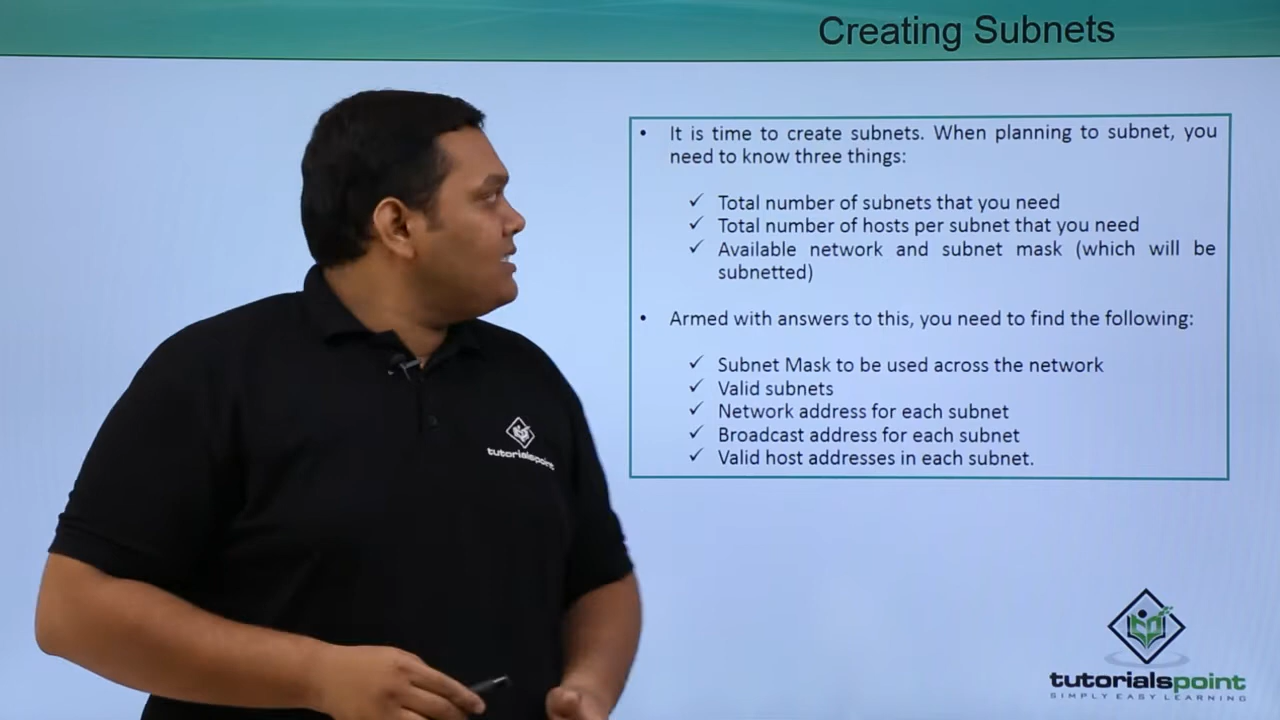 Creating Subnets
• It is time to create subnets. When planning to subnet, you
need to know three things:
✓ Total number of subnets that you need
✓ Total number of hosts per subnet that you need
✓ Available network and subnet mask (which will be
subnetted)
• Armed with answers to this, you need to find the following:
✓ Subnet Mask to be used across the network
✓ Valid subnets
✓ Network address for each subnet
✓ Broadcast address for each subnet
✓ Valid host addresses in each subnet.
tutorialspoint
tutorialspoint
SIMPLY EASY LEARNING